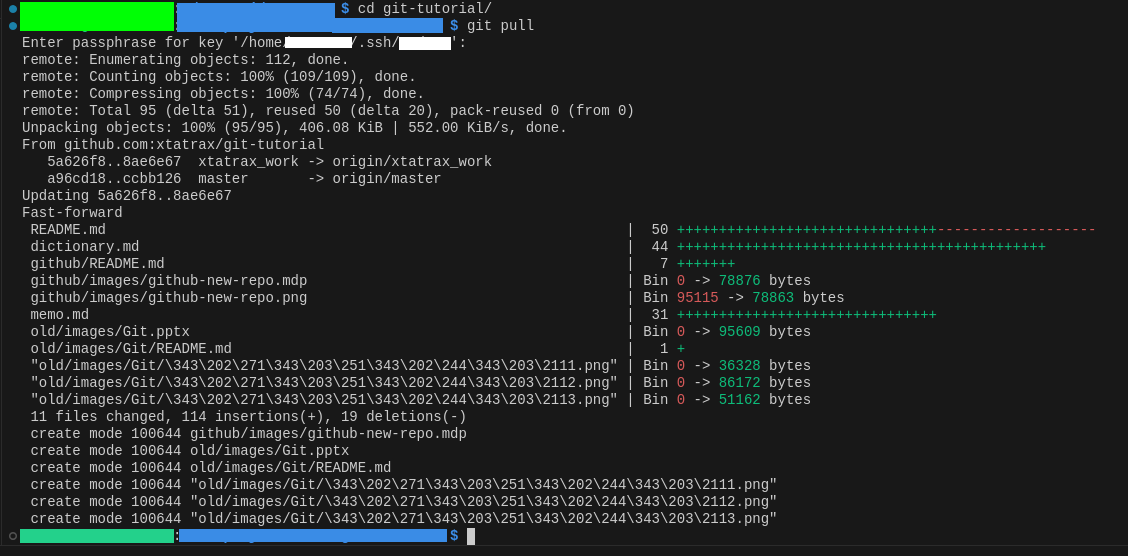 $ cd git-tutorial/
$ git pull
Enter passphrase for key '/home/ /.ssh/ ':
remote: Enumerating objects: 112, done.
remote: Counting objects: 100% (109/109), done.
remote: Compressing objects: 100% (74/74), done.
remote: Total 95 (delta 51), reused 50 (delta 20), pack-reused 0 (from 0)
Unpacking objects: 100% (95/95), 406.08 KiB | 552.00 KiB/s, done.
From github.com:xtatrax/git-tutorial
   5a626f8..8ae6e67  xtatrax_work -> origin/xtatrax_work
   a96cd18..ccbb126  master       -> origin/master
Updating 5a626f8..8ae6e67
Fast-forward
 README.md | 50 +++++++++++++++++++++++++++++++-------------------
 dictionary.md | 44 ++++++++++++++++++++++++++++++++++++++++++++
 github/README.md | 7 +++++++
 github/images/github-new-repo.mdp | Bin 0 -> 78876 bytes
 github/images/github-new-repo.png | Bin 95115 -> 78863 bytes
 memo.md | 31 +++++++++++++++++++++++++++++++
 old/images/Git.pptx | Bin 0 -> 95609 bytes
 old/images/Git/README.md | 1 +
 "old/images/Git/\343\202\271\343\203\251\343\202\244\343\203\2111.png" | Bin 0 -> 36328 bytes
 "old/images/Git/\343\202\271\343\203\251\343\202\244\343\203\2112.png" | Bin 0 -> 86172 bytes
 "old/images/Git/\343\202\271\343\203\251\343\202\244\343\203\2113.png" | Bin 0 -> 51162 bytes
 11 files changed, 114 insertions(+), 19 deletions(-)
 create mode 100644 github/images/github-new-repo.mdp
 create mode 100644 old/images/Git.pptx
 create mode 100644 old/images/Git/README.md
 create mode 100644 "old/images/Git/\343\202\271\343\203\251\343\202\244\343\203\2111.png"
 create mode 100644 "old/images/Git/\343\202\271\343\203\251\343\202\244\343\203\2112.png"
 create mode 100644 "old/images/Git/\343\202\271\343\203\251\343\202\244\343\203\2113.png"
: $